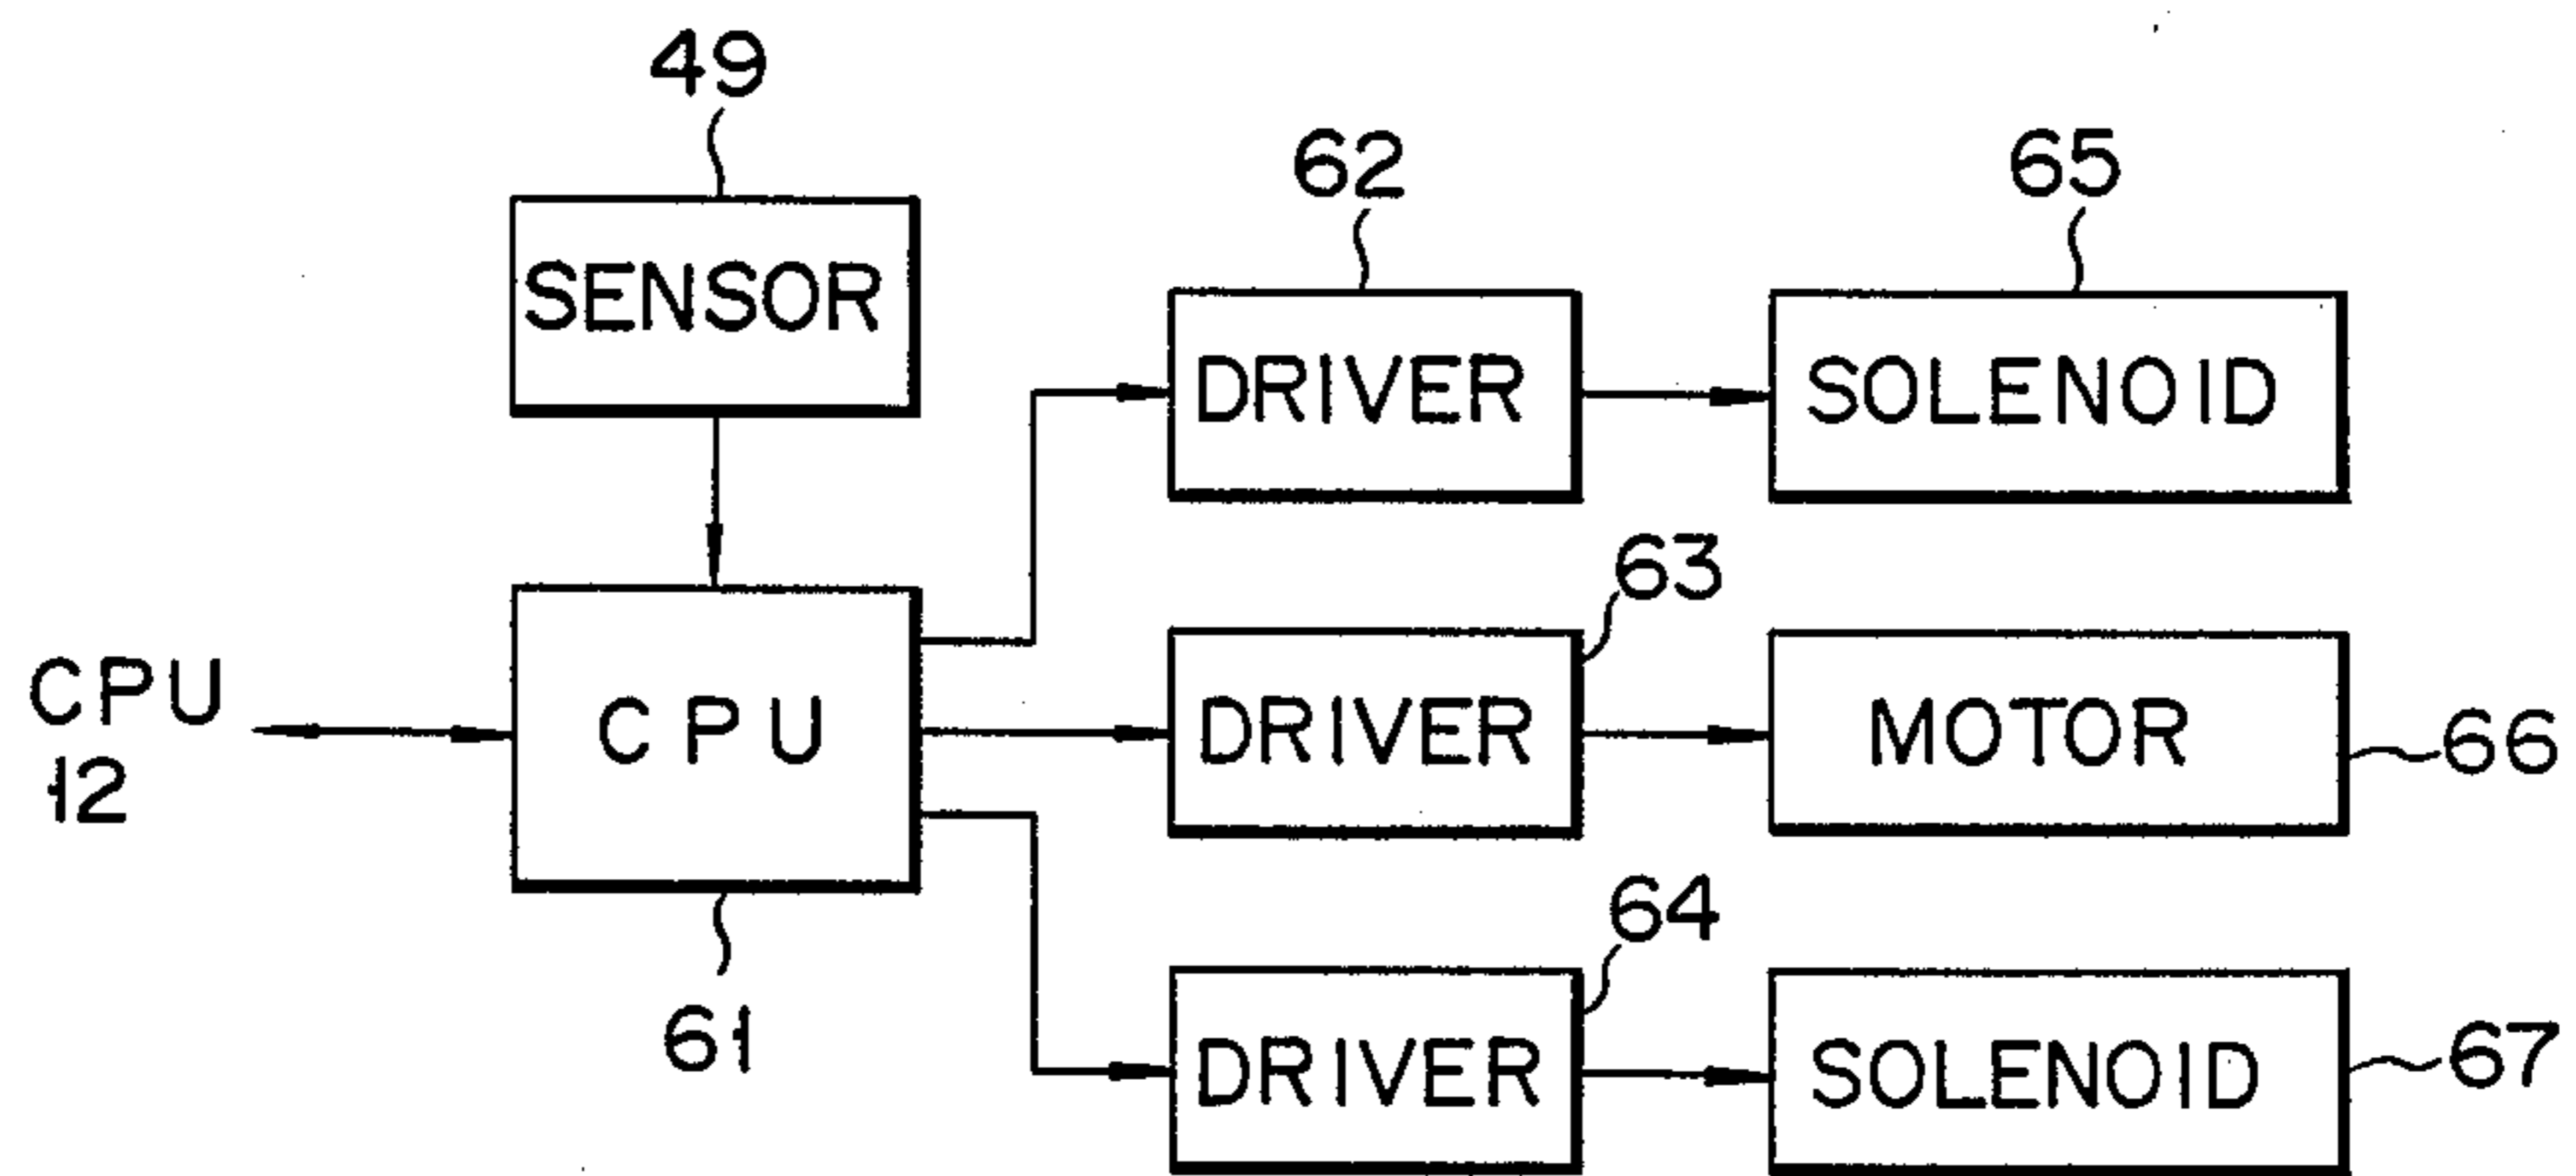 49
SENSOR
62
DRIVER
65
SOLENOID
CPU
12
CPU
61
63
DRIVER
MOTOR
66
64
DRIVER
SOLENOID
67